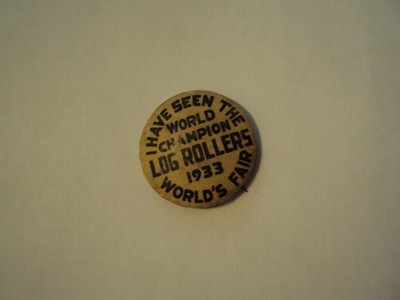 I HAVE SEEN THE
WORLD
CHAMPION
LOG ROLLERS
1933
WORLD'S FAIR